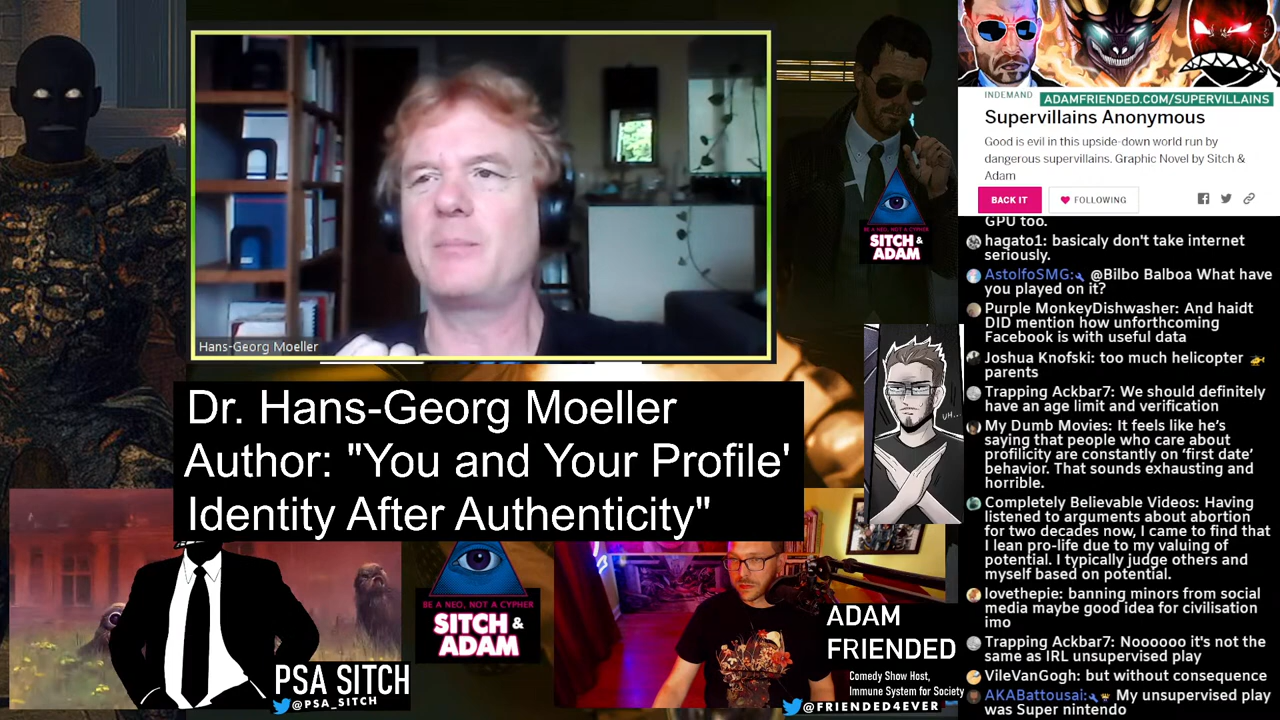 Hans-Georg Moeller
Dr. Hans-Georg Moeller
Author: "You and Your Profile'
Identity After Authenticity"
BE A NEO, NOT A CYPHER
SITCH &
ADAM
UH...
PSA SITCH
@PSA_SITCH
BE A NEO, NOT A CYPHER
SITCH &
ADAM
ADAM
FRIENDED
Comedy Show Host,
Immune System for Society
@FRIENDED4EVER
INDEMAND
ADAMFRIENDED.COM/SUPERVILLAINS
Supervillains Anonymous
Good is evil in this upside-down world run by
dangerous supervillains. Graphic Novel by Sitch &
Adam
BACK IT
FOLLOWING
GPU too.
hagato1: basicaly don't take internet
seriously.
AstolfoSMG: @Bilbo Balboa What have
you played on it?
Purple MonkeyDishwasher: And haidt
DID mention how unforthcoming
Facebook is with useful data
Joshua Knofski: too much helicopter 🚁
parents
Trapping Ackbar7: We should definitely
have an age limit and verification
My Dumb Movies: It feels like he's
saying that people who care about
profilicity are constantly on 'first date'
behavior. That sounds exhausting and
horrible.
Completely Believable Videos: Having
listened to arguments about abortion
for two decades now, I came to find that
I lean pro-life due to my valuing of
potential. I typically judge others and
myself based on potential.
lovethepie: banning minors from social
media maybe good idea for civilisation
imo
Trapping Ackbar7: Noooooo it's not the
same as IRL unsupervised play
VileVanGogh: but without consequence
AKABattousai: My unsupervised play
was Super nintendo